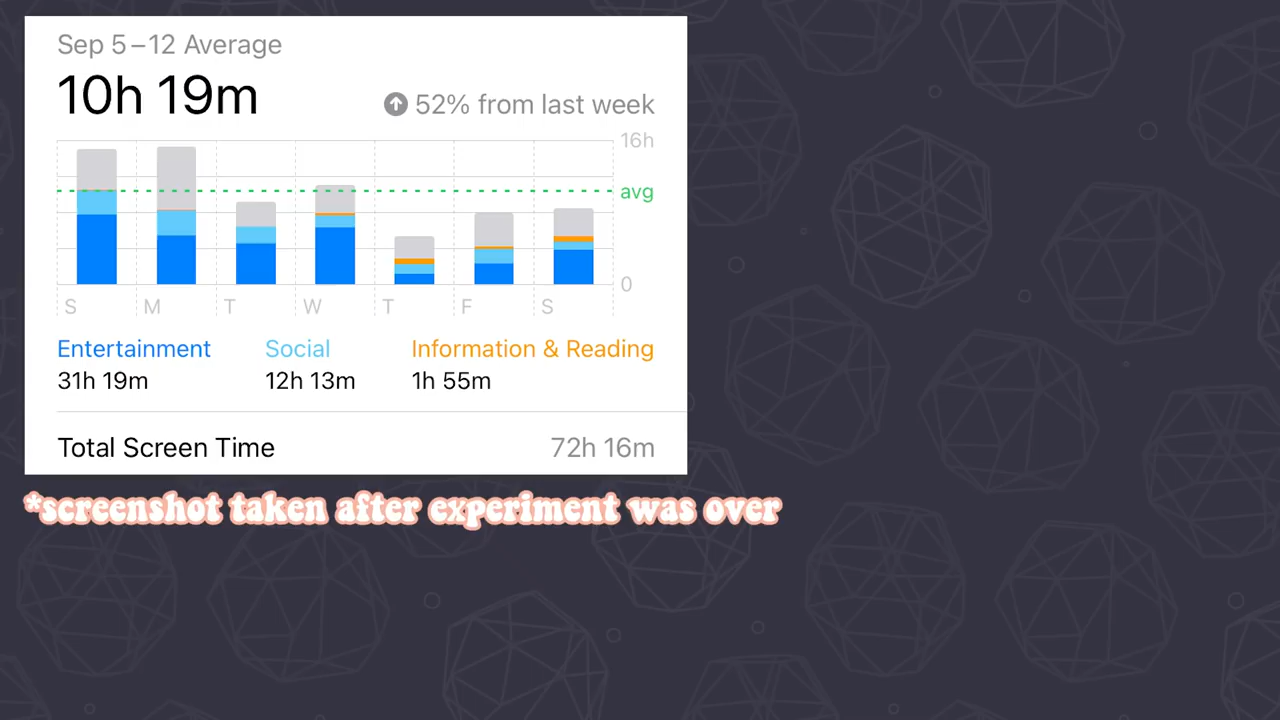 Sep 5–12 Average
10h 19m
52% from last week
16h
avg
0
S M T W T F S
Entertainment Social Information & Reading
31h 19m 12h 13m 1h 55m
Total Screen Time 72h 16m
*screenshot taken after experiment was over